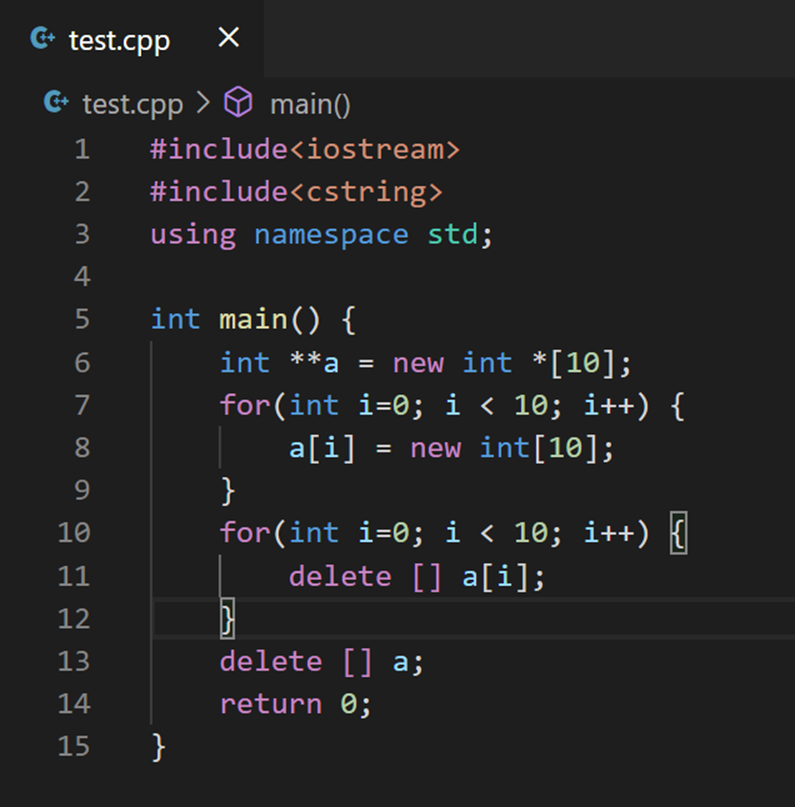 test.cpp ×
test.cpp > main()
1 #include<iostream>
2 #include<cstring>
3 using namespace std;
4
5 int main() {
6     int **a = new int *[10];
7     for(int i=0; i < 10; i++) {
8         a[i] = new int[10];
9     }
10     for(int i=0; i < 10; i++) {
11         delete [] a[i];
12     }
13     delete [] a;
14     return 0;
15 }